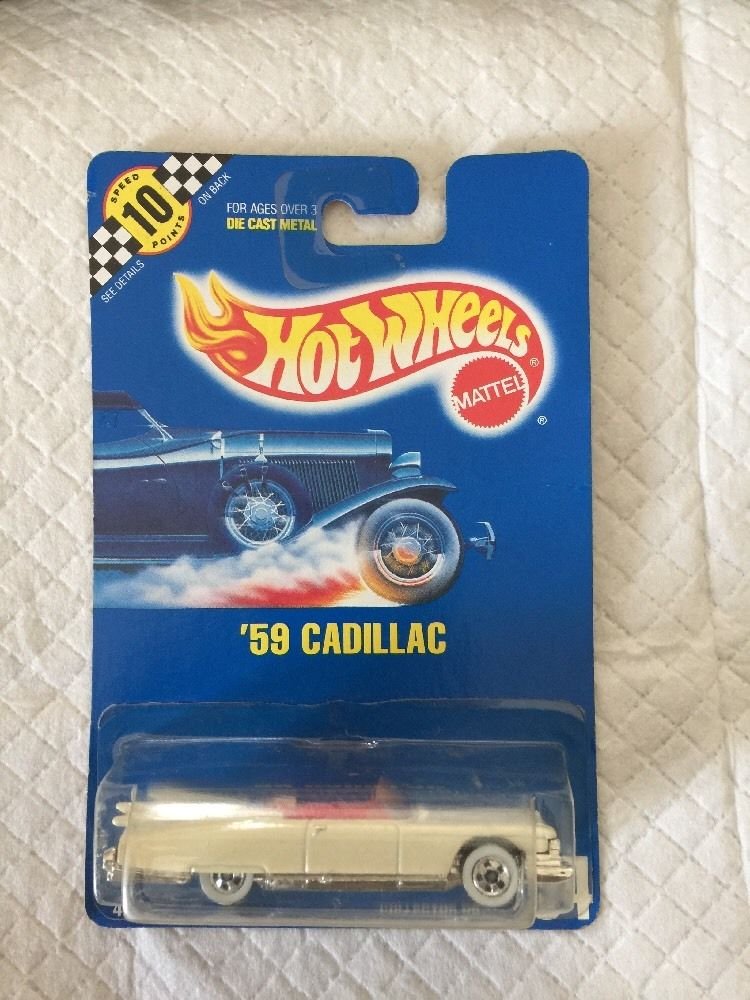 SPEED
10
POINTS
SEE DETAILS
ON BACK
FOR AGES OVER 3
DIE CAST METAL
HOT WHEELS®
MATTEL
®
'59 CADILLAC